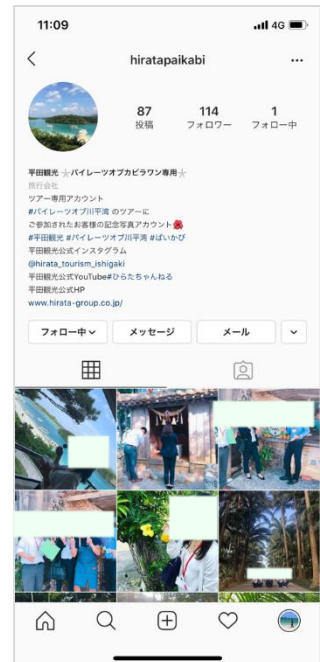 11:09
4G
hiratapaikabi
87
114
1
投稿
フォロワー
フォロー中
平田観光 ☆パイレーツオブカビラワン専用☆
旅行会社
ツアー専用アカウント
#パイレーツオブ川平湾 のツアーに
ご参加されたお客様の記念写真アカウント🌺
#平田観光 #パイレーツオブ川平湾 #ぱいかび
平田観光公式インスタグラム
@hirata_tourism_ishigaki
平田観光公式YouTube#ひらたちゃんねる
平田観光公式HP
www.hirata-group.co.jp/
フォロー中
メッセージ
メール